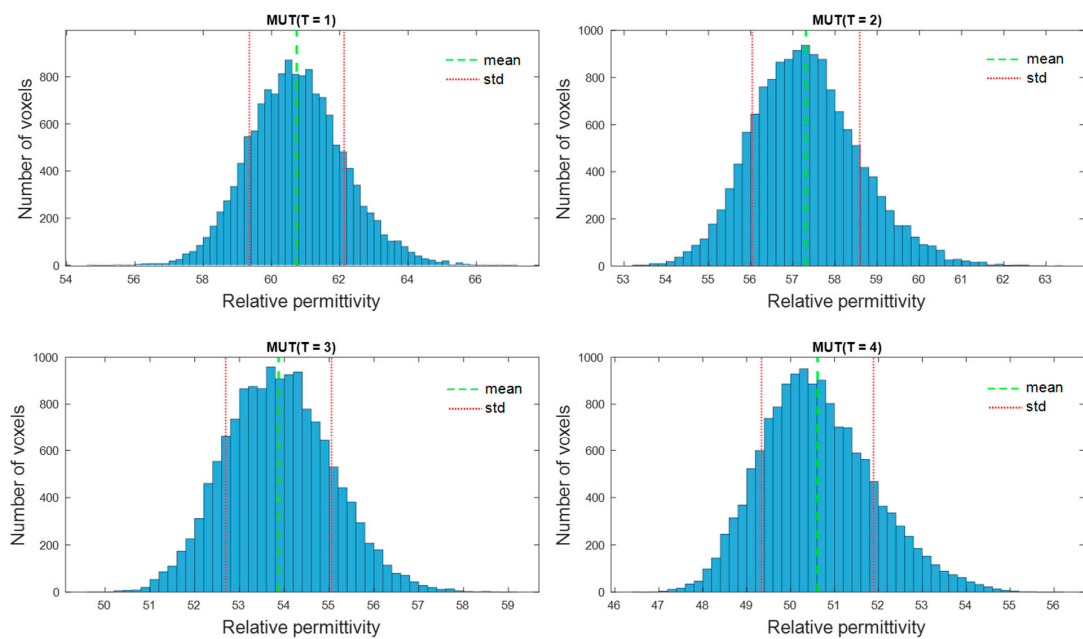 MUT(T = 1)
800
600
400
200
0
Number of voxels
mean
std
54 56 58 60 62 64 66
Relative permittivity
MUT(T = 2)
1000
800
600
400
200
0
Number of voxels
mean
std
53 54 55 56 57 58 59 60 61 62 63
Relative permittivity
MUT(T = 3)
1000
800
600
400
200
0
Number of voxels
mean
std
50 51 52 53 54 55 56 57 58 59
Relative permittivity
MUT(T = 4)
1000
800
600
400
200
0
Number of voxels
mean
std
46 47 48 49 50 51 52 53 54 55 56
Relative permittivity